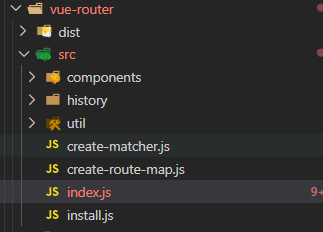 vue-router
dist
src
components
history
util
JS create-matcher.js
JS create-route-map.js
JS index.js 9+
JS install.js